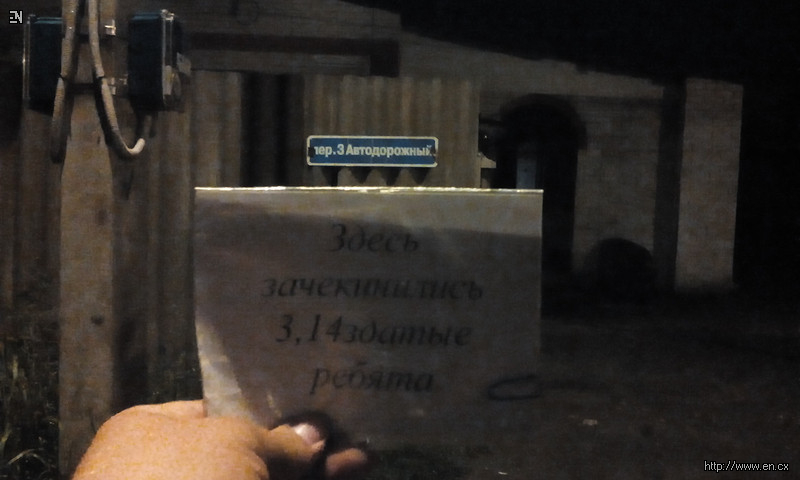 EN
пер.3 Автодорожный
Здесь
зачекинились
3,14здатые
ребята
http://www.en.cx